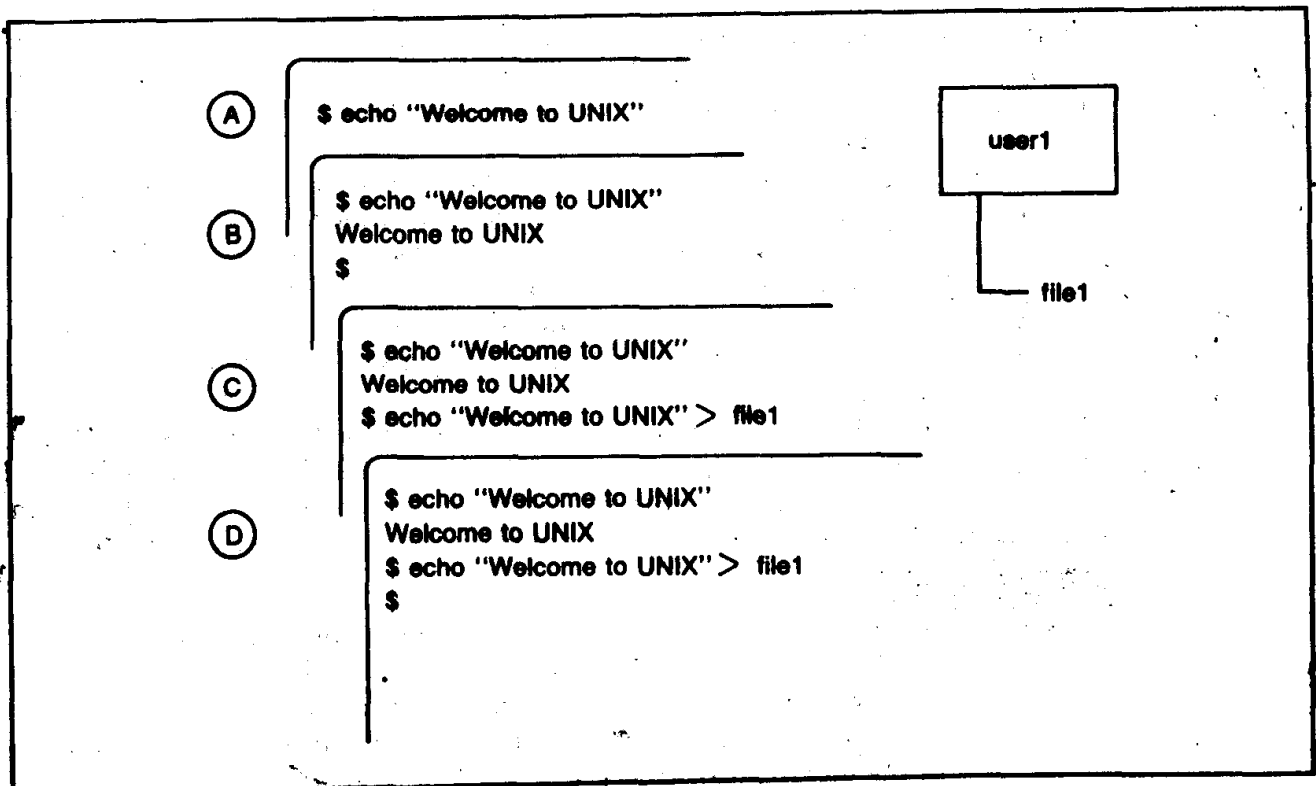 A
$ echo “Welcome to UNIX”
B
$ echo “Welcome to UNIX”
Welcome to UNIX
$
C
$ echo “Welcome to UNIX”
Welcome to UNIX
$ echo “Welcome to UNIX” > file1
D
$ echo “Welcome to UNIX”
Welcome to UNIX
$ echo “Welcome to UNIX” > file1
$
user1
file1